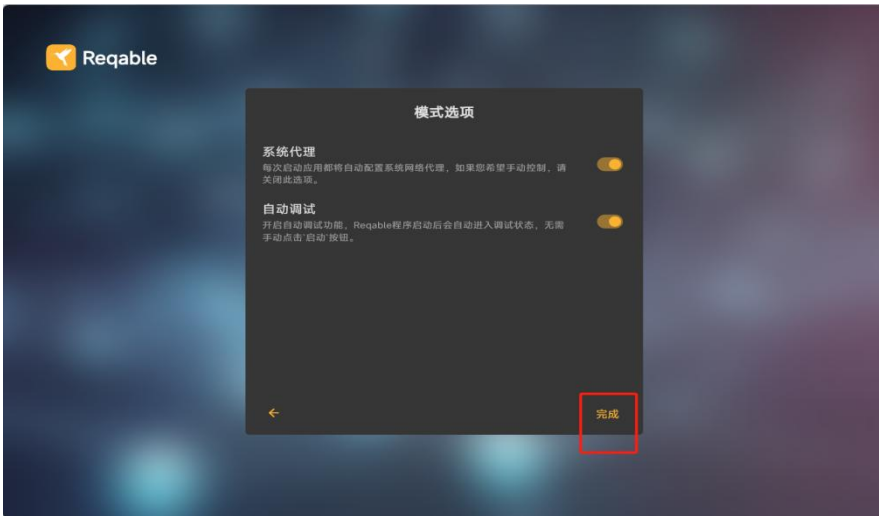 Reqable
模式选项
系统代理
每次启动应用都将自动配置系统网络代理，如果您希望手动控制，请
关闭此选项。
自动调试
开启自动调试功能，Reqable程序启动后会自动进入调试状态，无需
手动点击'启动'按钮。
完成